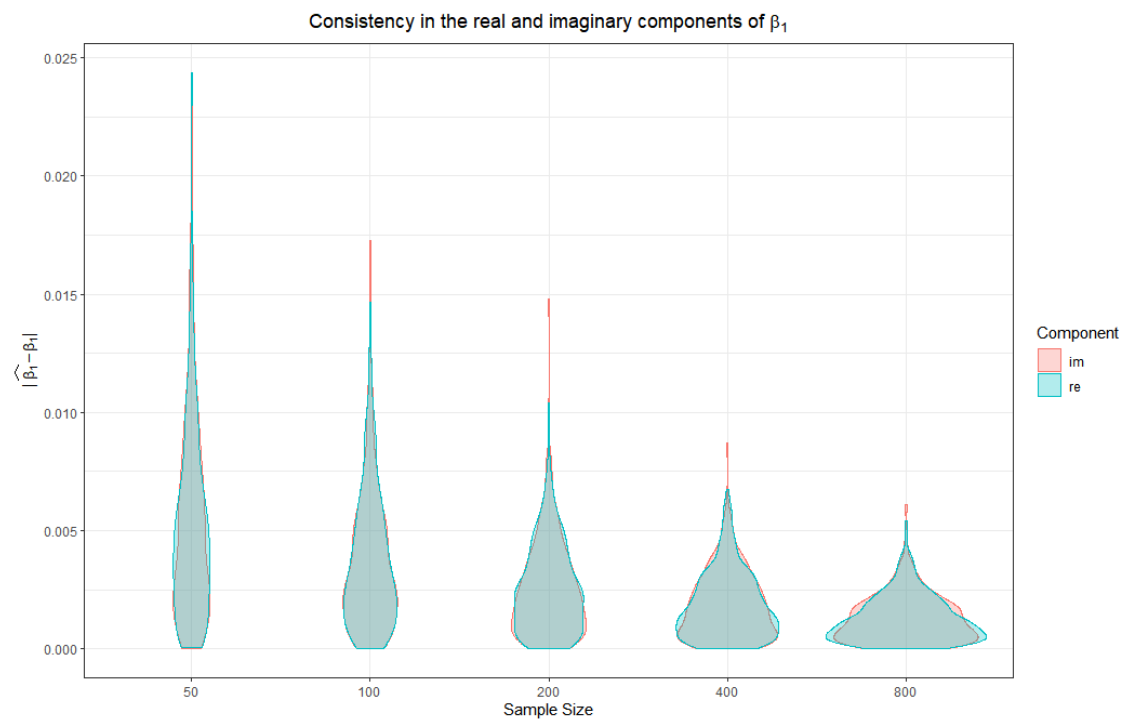 Consistency in the real and imaginary components of β₁
0.025
0.020
0.015
0.010
0.005
0.000
|β̂₁−β₁|
50 100 200 400 800
Sample Size
Component
im
re